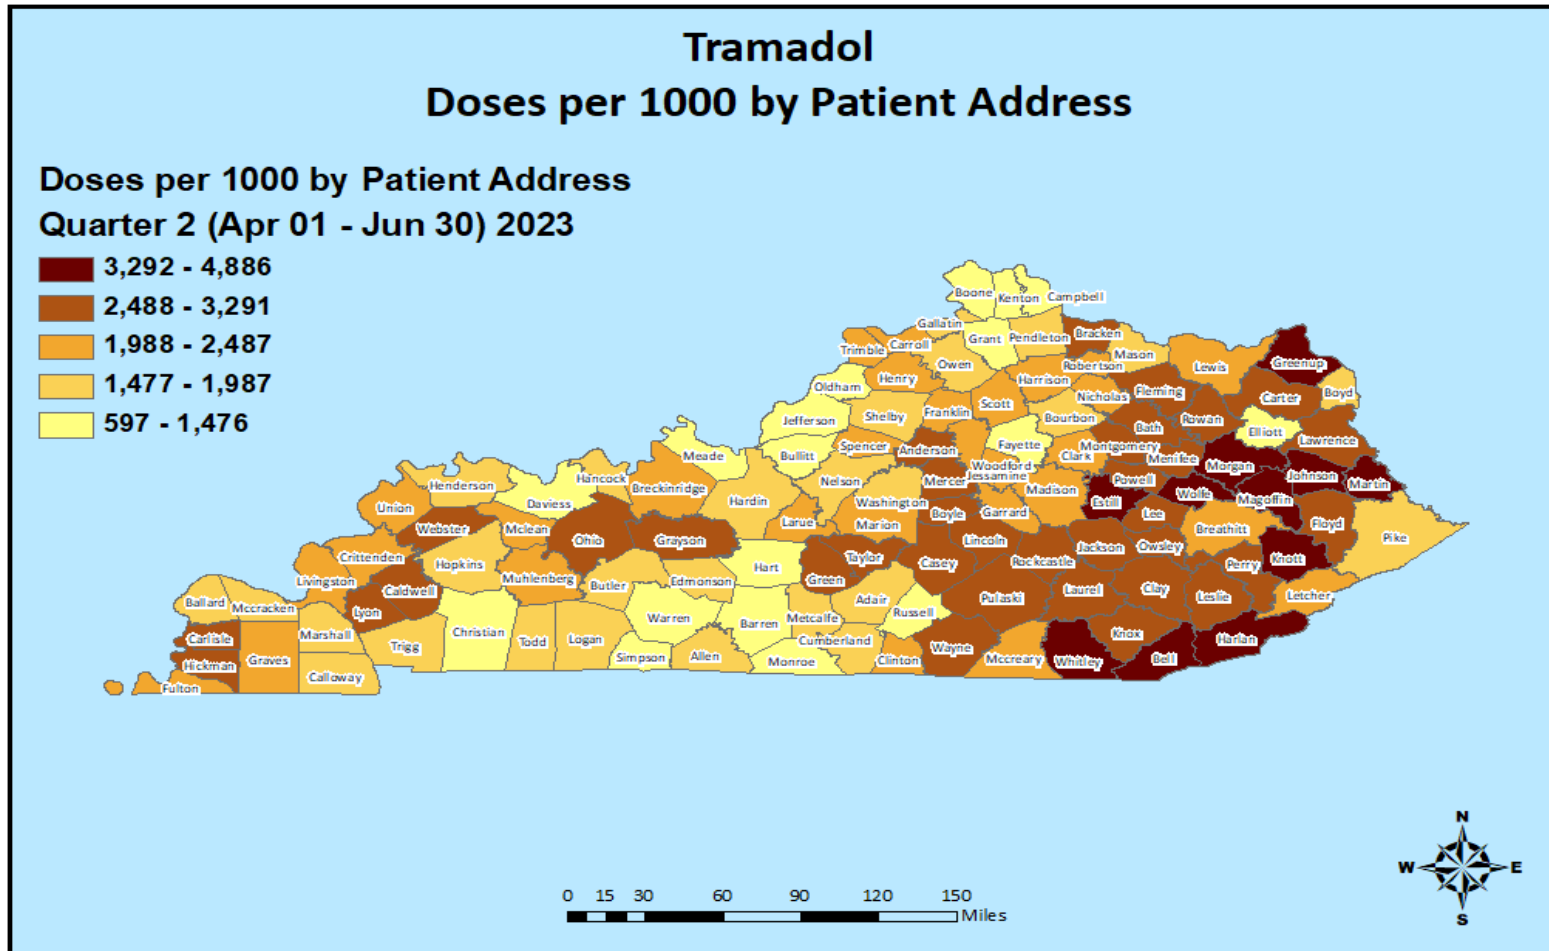 Tramadol
Doses per 1000 by Patient Address
Doses per 1000 by Patient Address
Quarter 2 (Apr 01 - Jun 30) 2023
3,292 - 4,886
2,488 - 3,291
1,988 - 2,487
1,477 - 1,987
597 - 1,476
Boone
Kenton
Campbell
Gallatin
Grant
Pendleton
Bracken
Trimble
Carroll
Owen
Robertson
Mason
Lewis
Greenup
Oldham
Henry
Harrison
Nicholas
Fleming
Carter
Boyd
Jefferson
Shelby
Franklin
Scott
Bourbon
Bath
Rowan
Elliott
Lawrence
Meade
Bullitt
Spencer
Anderson
Fayette
Clark
Montgomery
Menifee
Morgan
Johnson
Martin
Henderson
Daviess
Hancock
Breckinridge
Hardin
Nelson
Washington
Mercer
Woodford
Jessamine
Madison
Estill
Powell
Wolfe
Magoffin
Union
Webster
Mclean
Ohio
Grayson
Larue
Marion
Boyle
Garrard
Lee
Breathitt
Floyd
Pike
Crittenden
Hopkins
Muhlenberg
Butler
Edmonson
Hart
Green
Taylor
Casey
Lincoln
Rockcastle
Jackson
Owsley
Perry
Knott
Livingston
Caldwell
Lyon
Ballard
Mccracken
Marshall
Trigg
Christian
Todd
Logan
Warren
Barren
Metcalfe
Adair
Russell
Pulaski
Laurel
Clay
Leslie
Letcher
Carlisle
Hickman
Graves
Fulton
Calloway
Simpson
Allen
Monroe
Cumberland
Clinton
Wayne
Mccreary
Whitley
Knox
Bell
Harlan
N
W
E
S
0 15 30 60 90 120 150
Miles